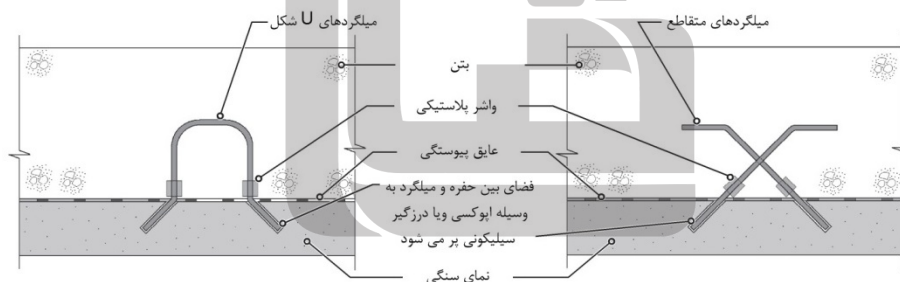 میلگردهای U شکل
میلگردهای متقاطع
بتن
واشر پلاستیکی
عایق پیوستگی
فضای بین حفره و میلگرد به
وسیله اپوکسی ویا درزگیر
سیلیکونی پر می شود
نمای سنگی